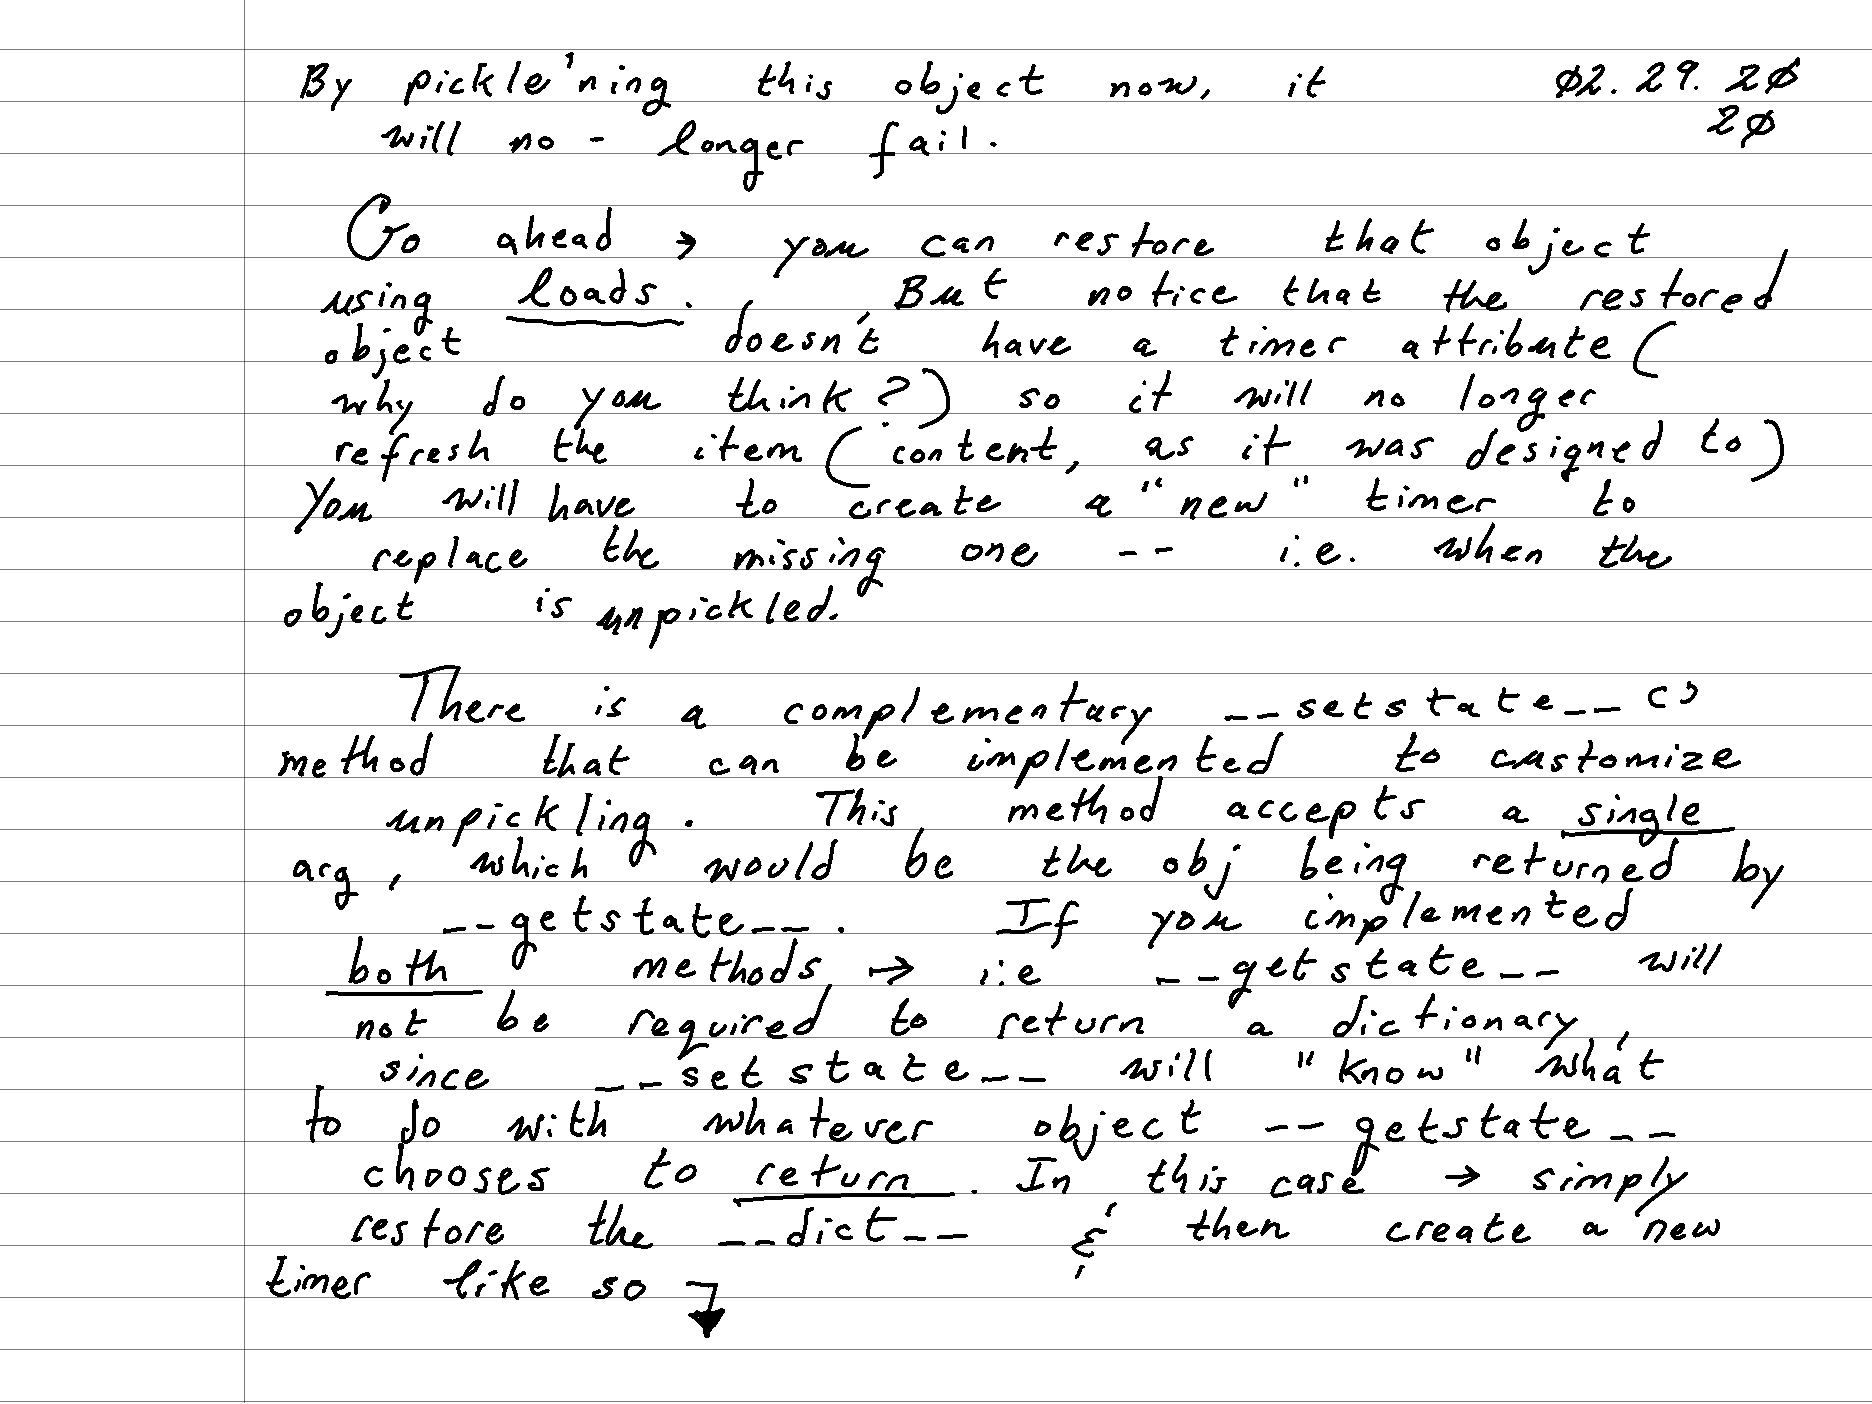 By pickle'ning this object now, it 02.29.20
20
will no - longer fail.
Go ahead → you can restore that object
using loads. But notice that the restored
object doesn't have a timer attribute (
why do you think?) so it will no longer
refresh the item (content, as it was designed to)
You will have to create a "new" timer to
replace the missing one -- i.e. when the
object is unpickled.
There is a complementary __setstate__ ()
method that can be implemented to customize
unpickling. This method accepts a single
arg, which would be the obj being returned by
__getstate__. If you implemented
both methods → i.e __getstate__ will
not be required to return a dictionary,
since __setstate__ will "know" what
to do with whatever object __getstate__
chooses to return. In this case → simply
restore the __dict__ & then create a new
timer like so